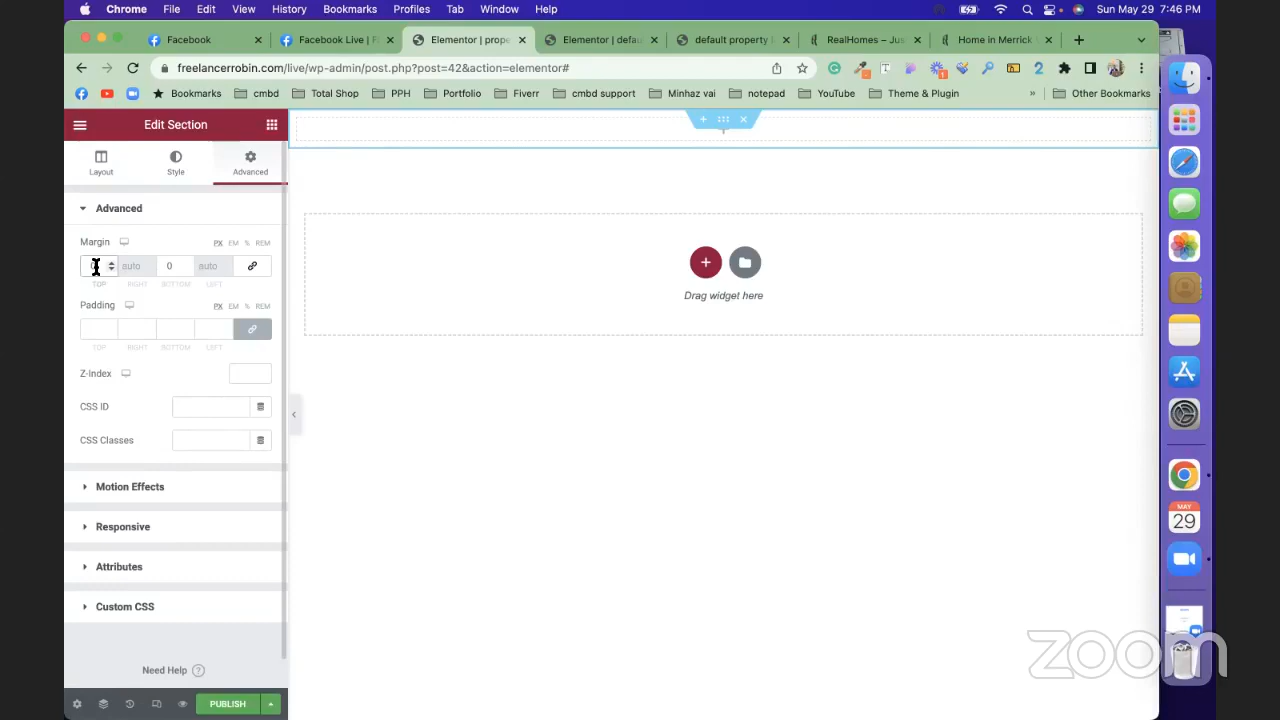 Chrome File Edit View History Bookmarks Profiles Tab Window Help Sun May 29 7:46 PM
Facebook Facebook Live | F Elementor | prope Elementor | defau default property RealHomes – Jus Home in Merrick
freelancerrobin.com/live/wp-admin/post.php?post=42&action=elementor#
Bookmarks cmbd Total Shop PPH Portfolio Fiverr cmbd support Minhaz vai notepad YouTube Theme & Plugin » Other Bookmarks
Edit Section
Layout Style Advanced
Advanced
Margin PX EM % REM
auto 0 auto
TOP RIGHT BOTTOM LEFT
Padding PX EM % REM
TOP RIGHT BOTTOM LEFT
Z-Index
CSS ID
CSS Classes
Motion Effects
Responsive
Attributes
Custom CSS
Need Help ?
PUBLISH
Drag widget here
MAY
29
zoom